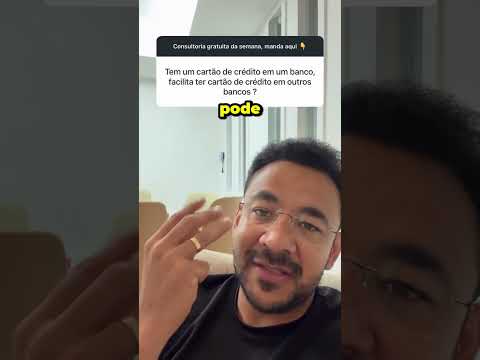 Consultoria gratuita da semana, manda aqui 👇
Tem um cartão de crédito em um banco,
facilita ter cartão de crédito em outros
bancos ?
pode